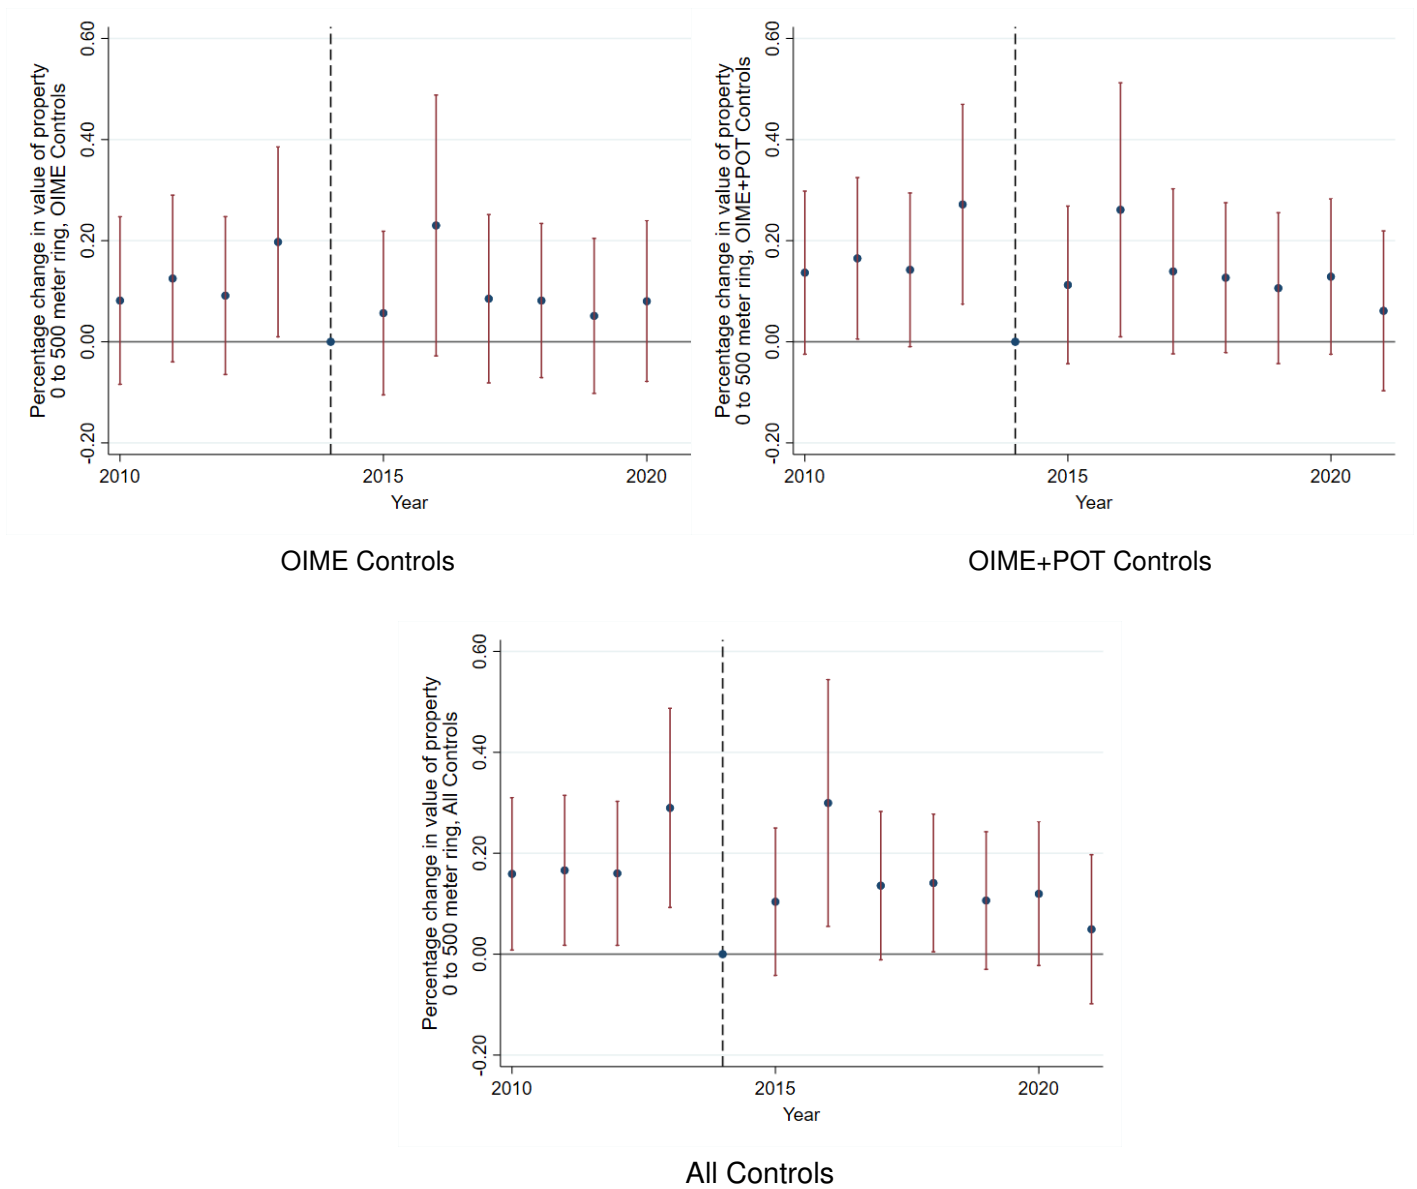 Percentage change in value of property
0 to 500 meter ring, OIME Controls
0.60
0.40
0.20
0.00
-0.20
2010
2015
2020
Year
OIME Controls
Percentage change in value of property
0 to 500 meter ring, OIME+POT Controls
0.60
0.40
0.20
0.00
-0.20
2010
2015
2020
Year
OIME+POT Controls
Percentage change in value of property
0 to 500 meter ring, All Controls
0.60
0.40
0.20
0.00
-0.20
2010
2015
2020
Year
All Controls